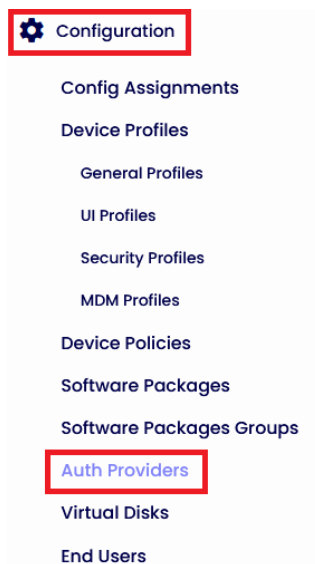 Configuration
Config Assignments
Device Profiles
General Profiles
UI Profiles
Security Profiles
MDM Profiles
Device Policies
Software Packages
Software Packages Groups
Auth Providers
Virtual Disks
End Users